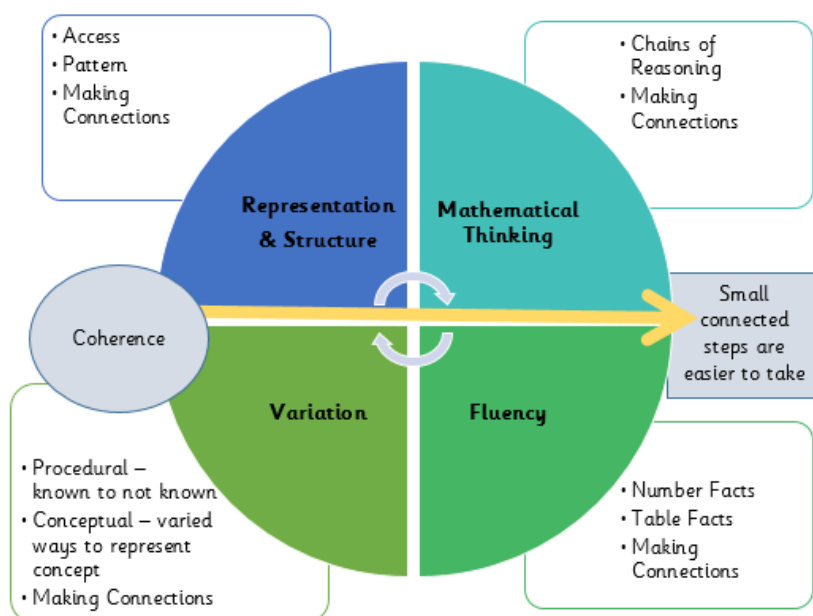 • Access
• Pattern
• Making
Connections
• Chains of
Reasoning
• Making
Connections
Representation
& Structure
Mathematical
Thinking
Coherence
Small
connected
steps are
easier to take
Variation
Fluency
• Procedural –
known to not known
• Conceptual – varied
ways to represent
concept
• Making Connections
• Number Facts
• Table Facts
• Making
Connections